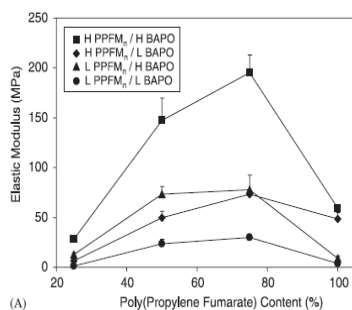 250
200
150
100
50
0
Elastic Modulus (MPa)
H PPFMn / H BAPO
H PPFMn / L BAPO
L PPFMn / H BAPO
L PPFMn / L BAPO
20 40 60 80 100
(A) Poly(Propylene Fumarate) Content (%)